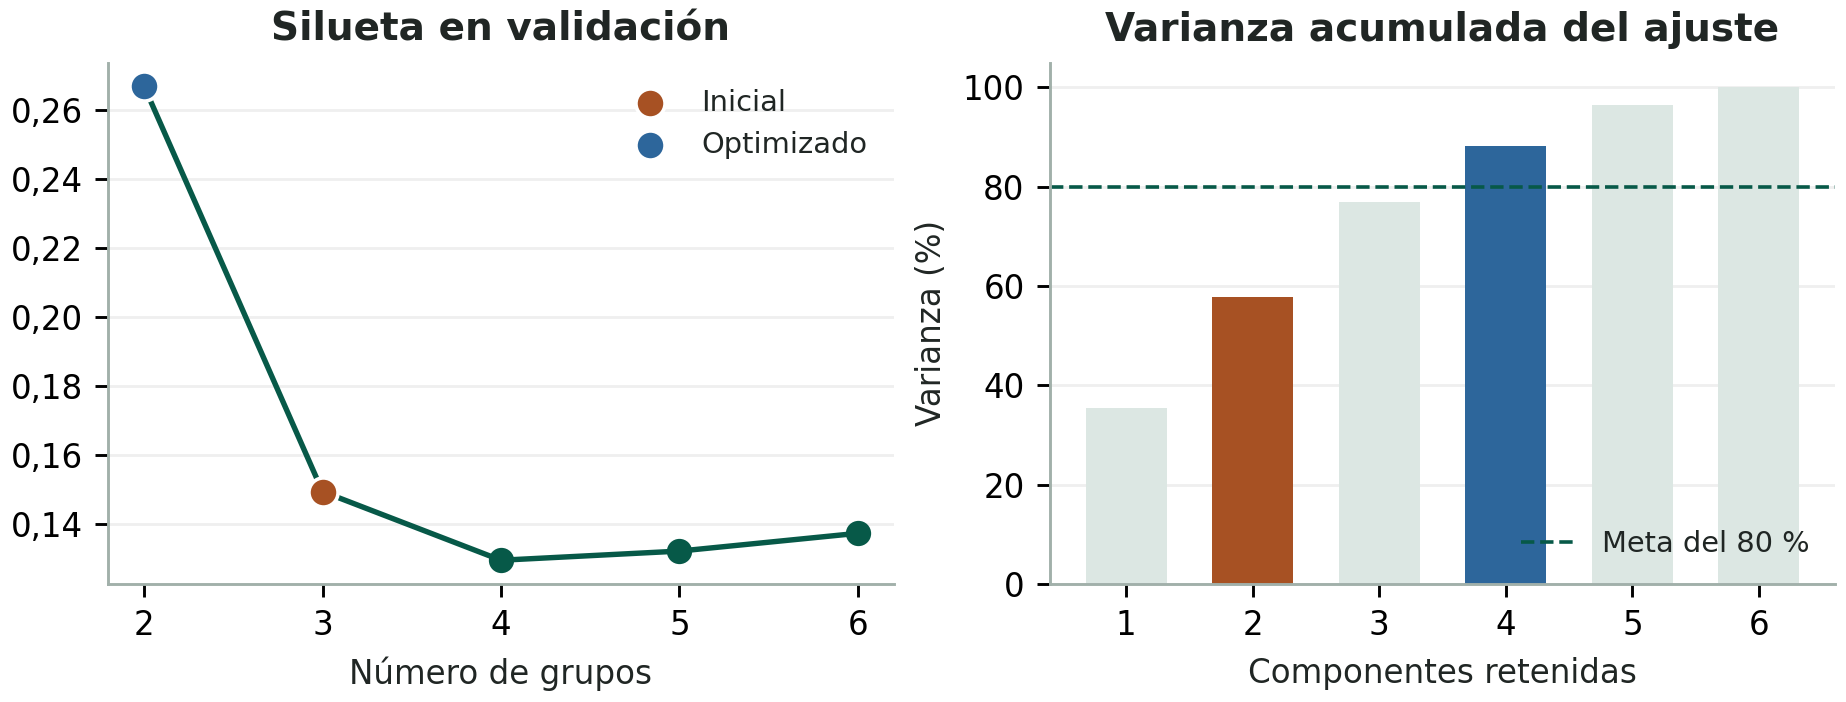 Silueta en validación
0,26
0,24
0,22
0,20
0,18
0,16
0,14
2 3 4 5 6
Número de grupos
Inicial
Optimizado
Varianza acumulada del ajuste
Varianza (%)
100
80
60
40
20
0
1 2 3 4 5 6
Componentes retenidas
Meta del 80 %